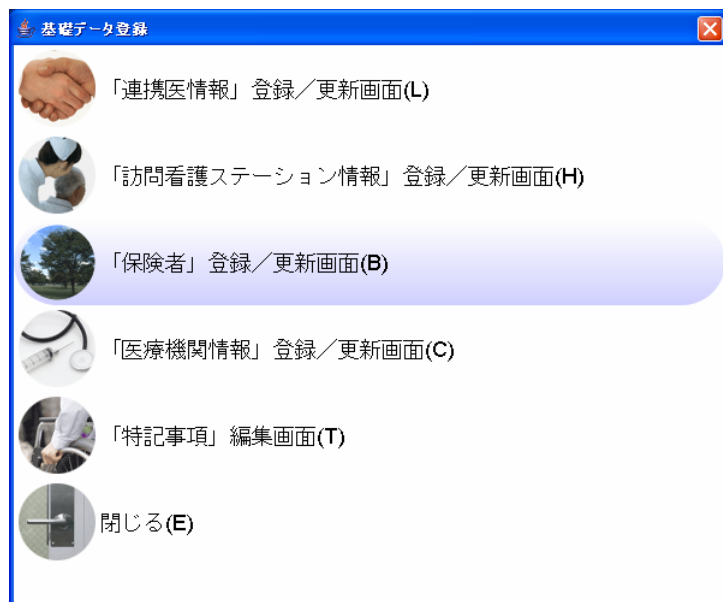 基礎データ登録
「連携医情報」登録／更新画面(L)
「訪問看護ステーション情報」登録／更新画面(H)
「保険者」登録／更新画面(B)
「医療機関情報」登録／更新画面(C)
「特記事項」編集画面(T)
閉じる(E)